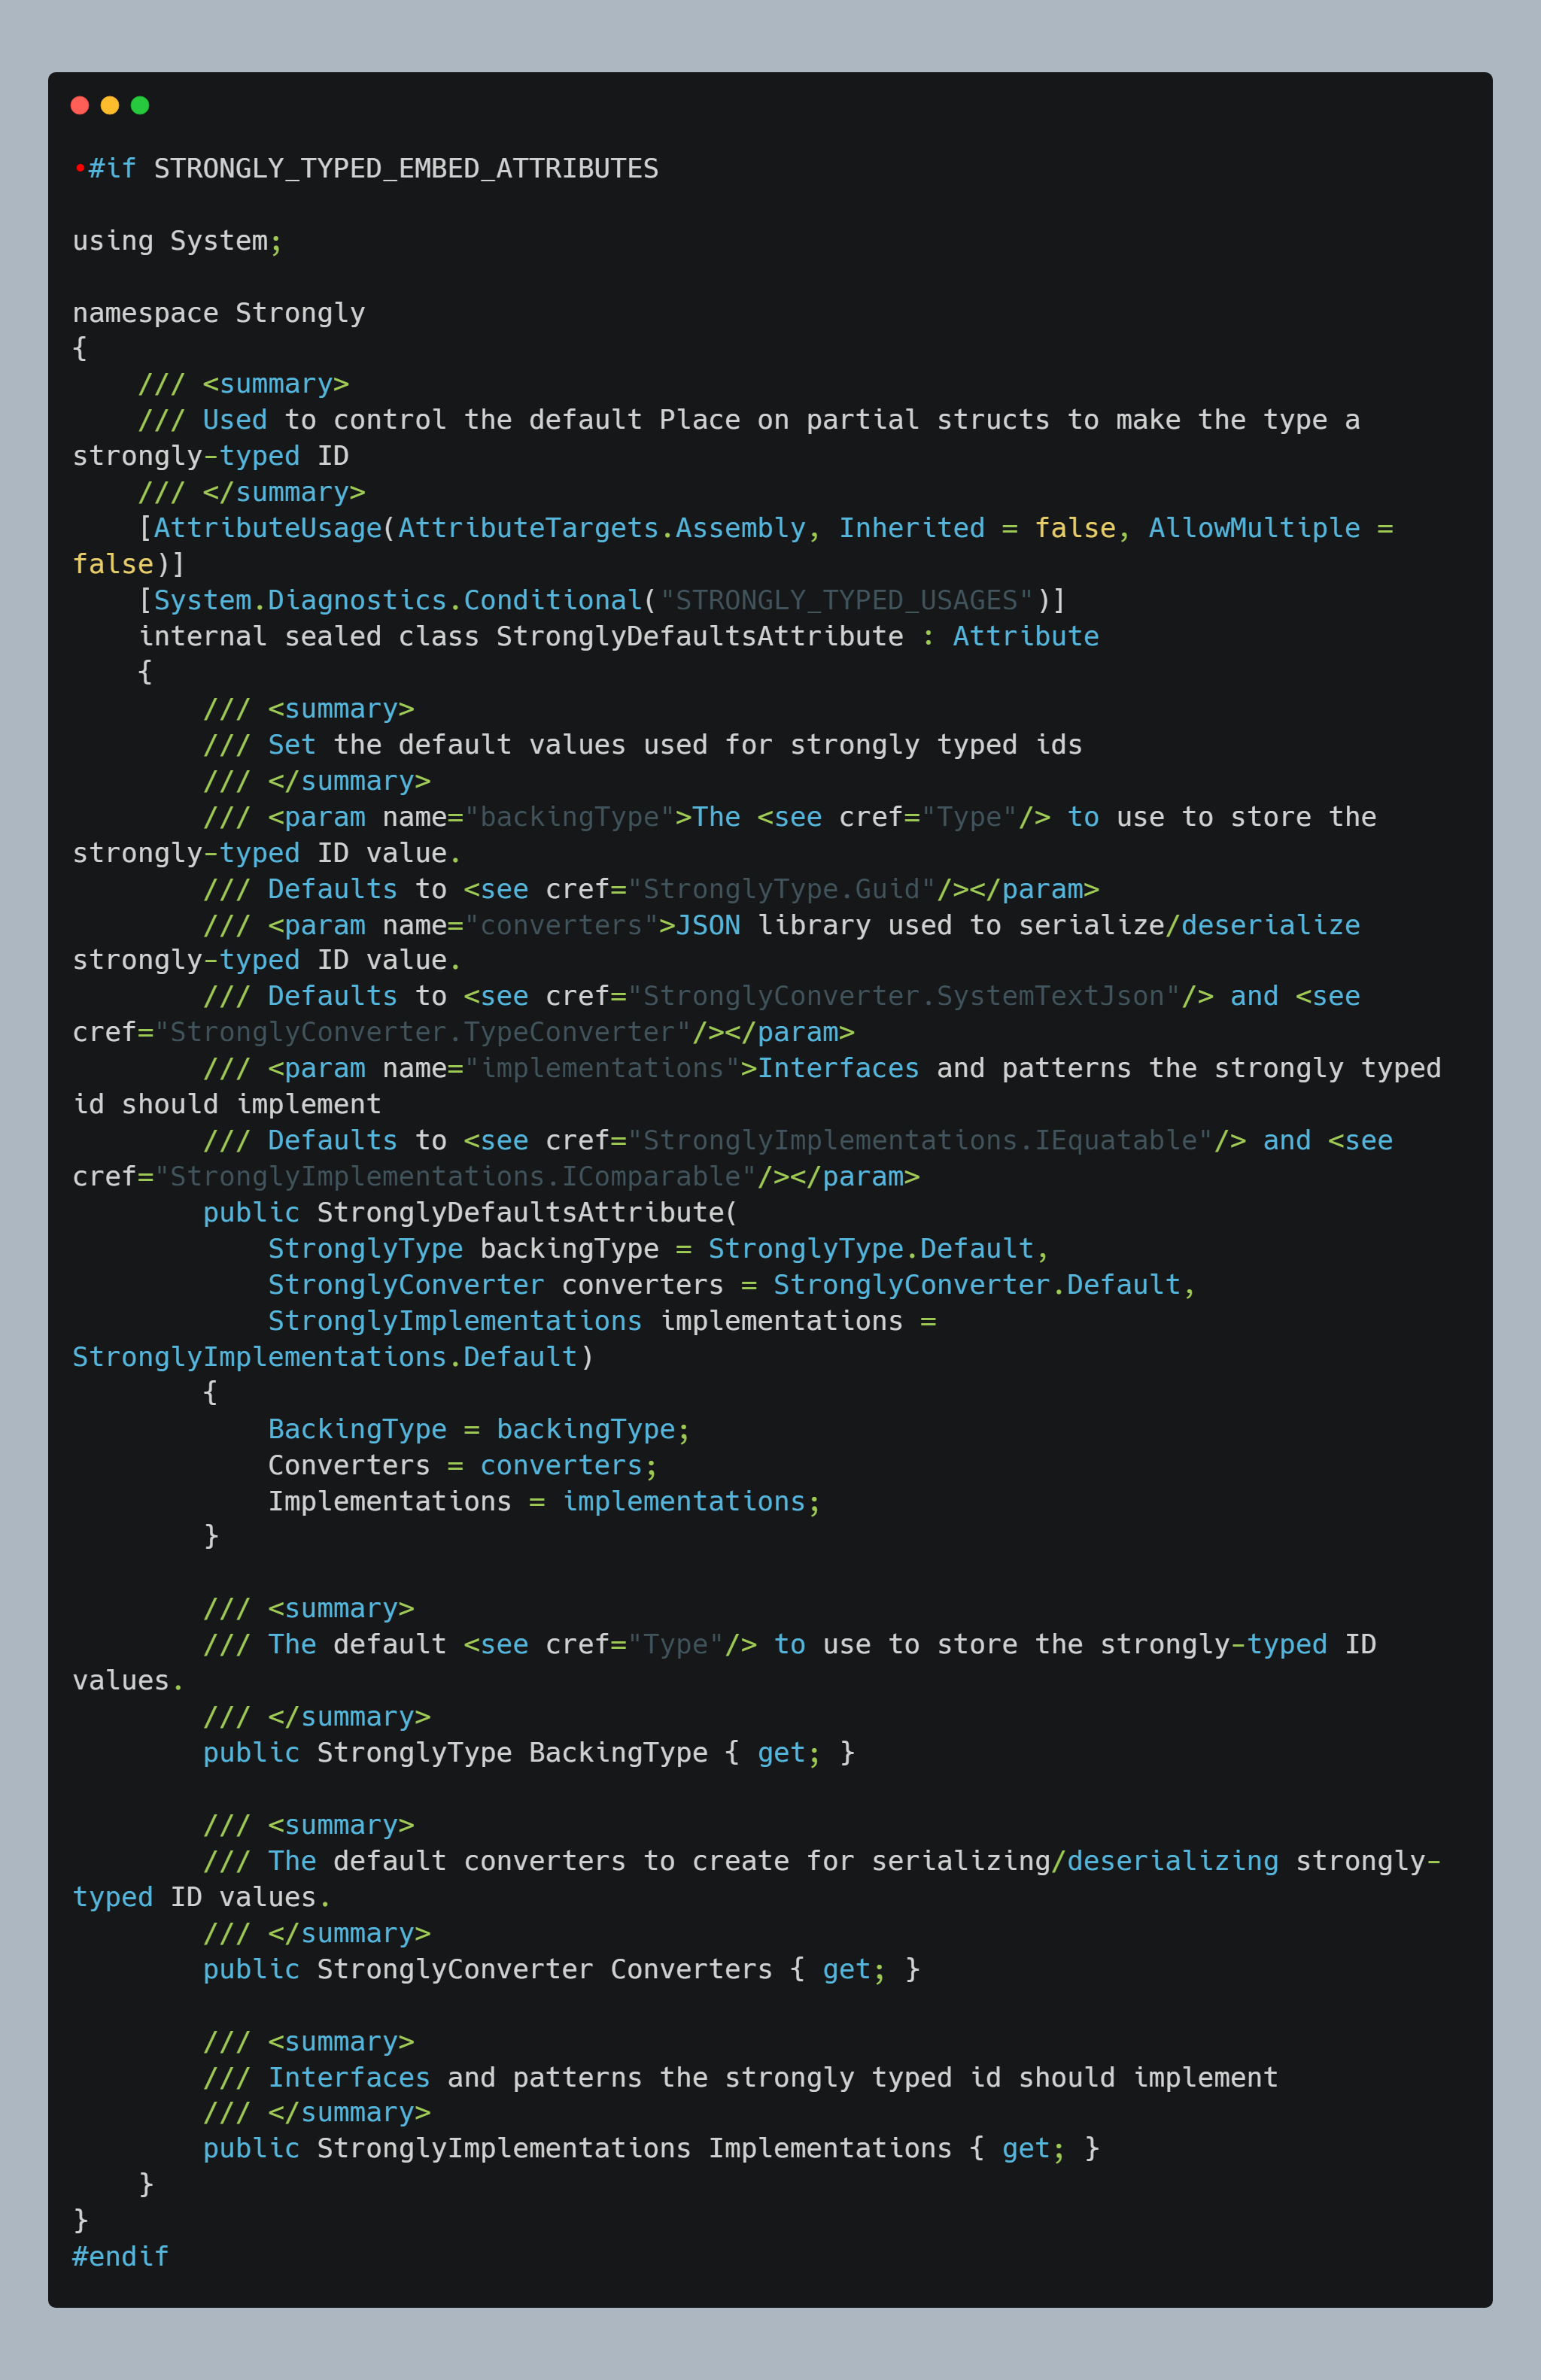 •#if STRONGLY_TYPED_EMBED_ATTRIBUTES

using System;

namespace Strongly
{
    /// <summary>
    /// Used to control the default Place on partial structs to make the type a
strongly-typed ID
    /// </summary>
    [AttributeUsage(AttributeTargets.Assembly, Inherited = false, AllowMultiple =
false)]
    [System.Diagnostics.Conditional("STRONGLY_TYPED_USAGES")]
    internal sealed class StronglyDefaultsAttribute : Attribute
    {
        /// <summary>
        /// Set the default values used for strongly typed ids
        /// </summary>
        /// <param name="backingType">The <see cref="Type"/> to use to store the
strongly-typed ID value.
        /// Defaults to <see cref="StronglyType.Guid"/></param>
        /// <param name="converters">JSON library used to serialize/deserialize
strongly-typed ID value.
        /// Defaults to <see cref="StronglyConverter.SystemTextJson"/> and <see
cref="StronglyConverter.TypeConverter"/></param>
        /// <param name="implementations">Interfaces and patterns the strongly typed
id should implement
        /// Defaults to <see cref="StronglyImplementations.IEquatable"/> and <see
cref="StronglyImplementations.IComparable"/></param>
        public StronglyDefaultsAttribute(
            StronglyType backingType = StronglyType.Default,
            StronglyConverter converters = StronglyConverter.Default,
            StronglyImplementations implementations =
StronglyImplementations.Default)
        {
            BackingType = backingType;
            Converters = converters;
            Implementations = implementations;
        }

        /// <summary>
        /// The default <see cref="Type"/> to use to store the strongly-typed ID
values.
        /// </summary>
        public StronglyType BackingType { get; }

        /// <summary>
        /// The default converters to create for serializing/deserializing strongly-
typed ID values.
        /// </summary>
        public StronglyConverter Converters { get; }

        /// <summary>
        /// Interfaces and patterns the strongly typed id should implement
        /// </summary>
        public StronglyImplementations Implementations { get; }
    }
}
#endif